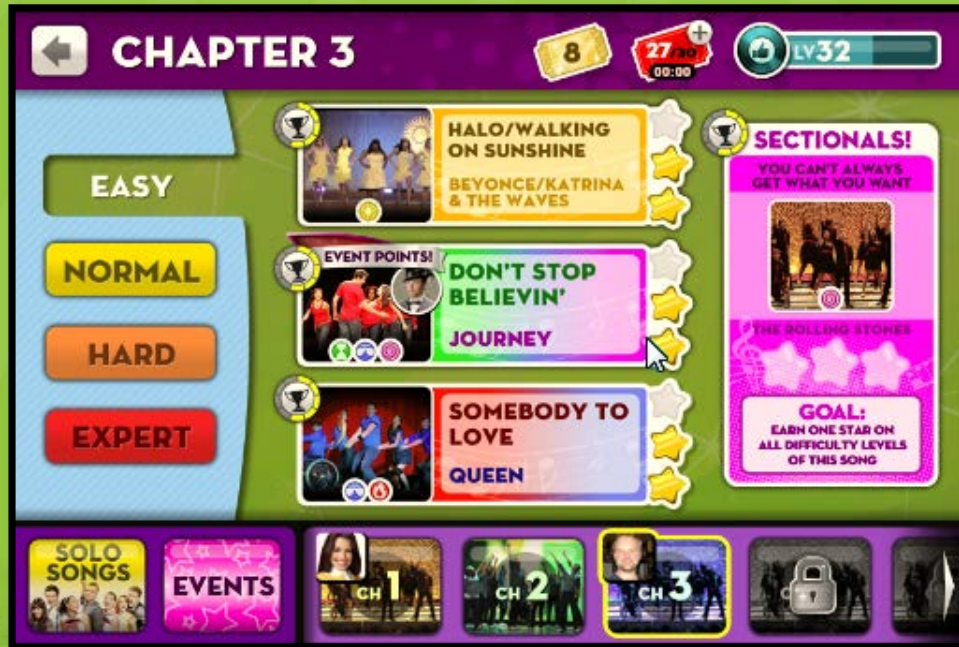 CHAPTER 3
8
27/30
00:00
LV32
EASY
NORMAL
HARD
EXPERT
HALO/WALKING
ON SUNSHINE
BEYONCE/KATRINA
& THE WAVES
EVENT POINTS!
DON'T STOP
BELIEVIN'
JOURNEY
SOMEBODY TO
LOVE
QUEEN
SECTIONALS!
YOU CAN'T ALWAYS
GET WHAT YOU WANT
THE ROLLING STONES
GOAL:
EARN ONE STAR ON
ALL DIFFICULTY LEVELS
OF THIS SONG
SOLO
SONGS
EVENTS
CH 1
CH 2
CH 3